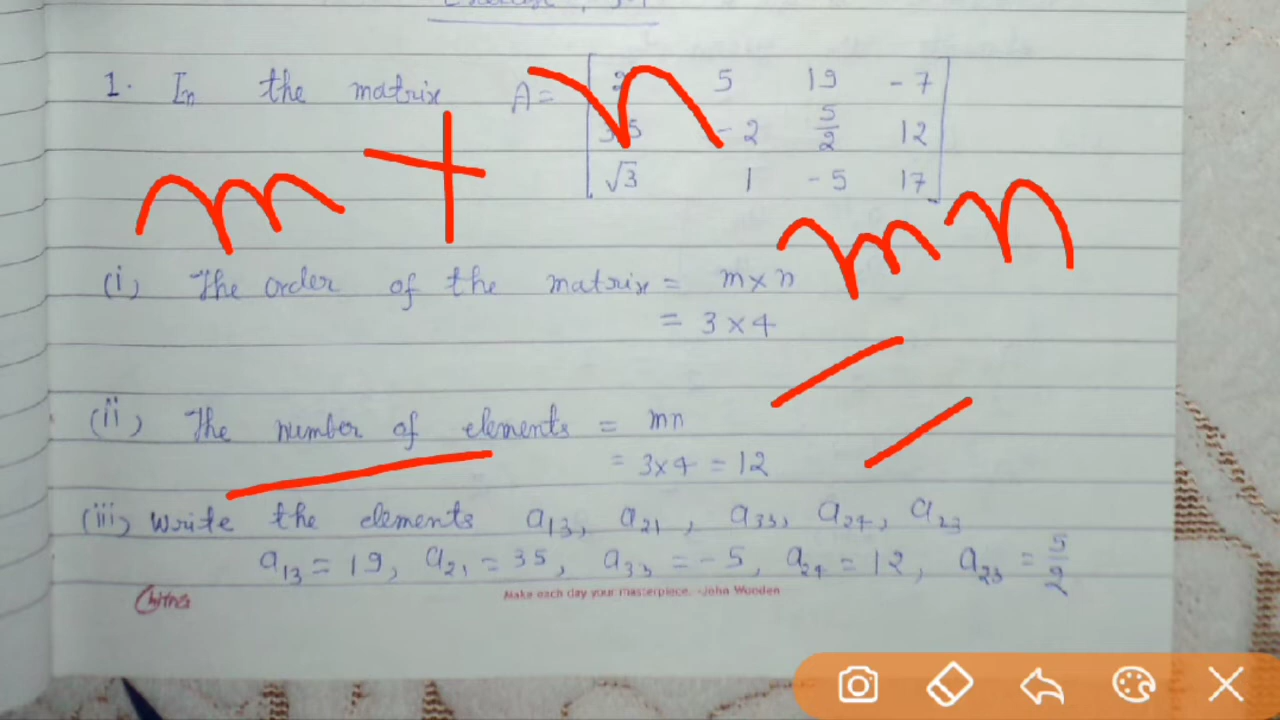 1. In the matrix A = [ 2 5 19 -7
35 -2 5/2 12
√3 1 -5 17 ]
m + n
m n
(i) The order of the matrix = m × n
= 3 × 4
(ii) The number of elements = mn
= 3×4 = 12
(iii) Write the elements a13, a21, a33, a24, a23
a13 = 19, a21 = 35, a33 = -5, a24 = 12, a23 = 5/2
Make each day your masterpiece. -John Wooden